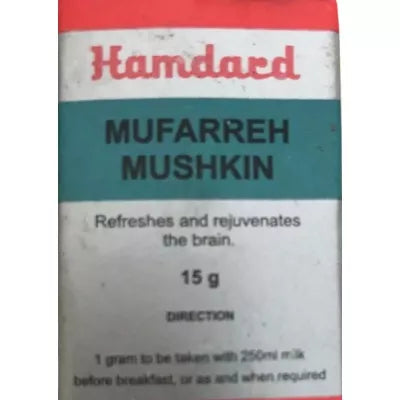 Hamdard
MUFARREH
MUSHKIN
Refreshes and rejuvenates
the brain.
15 g
DIRECTION
1 gram to be taken with 250ml milk
before breakfast, or as and when required